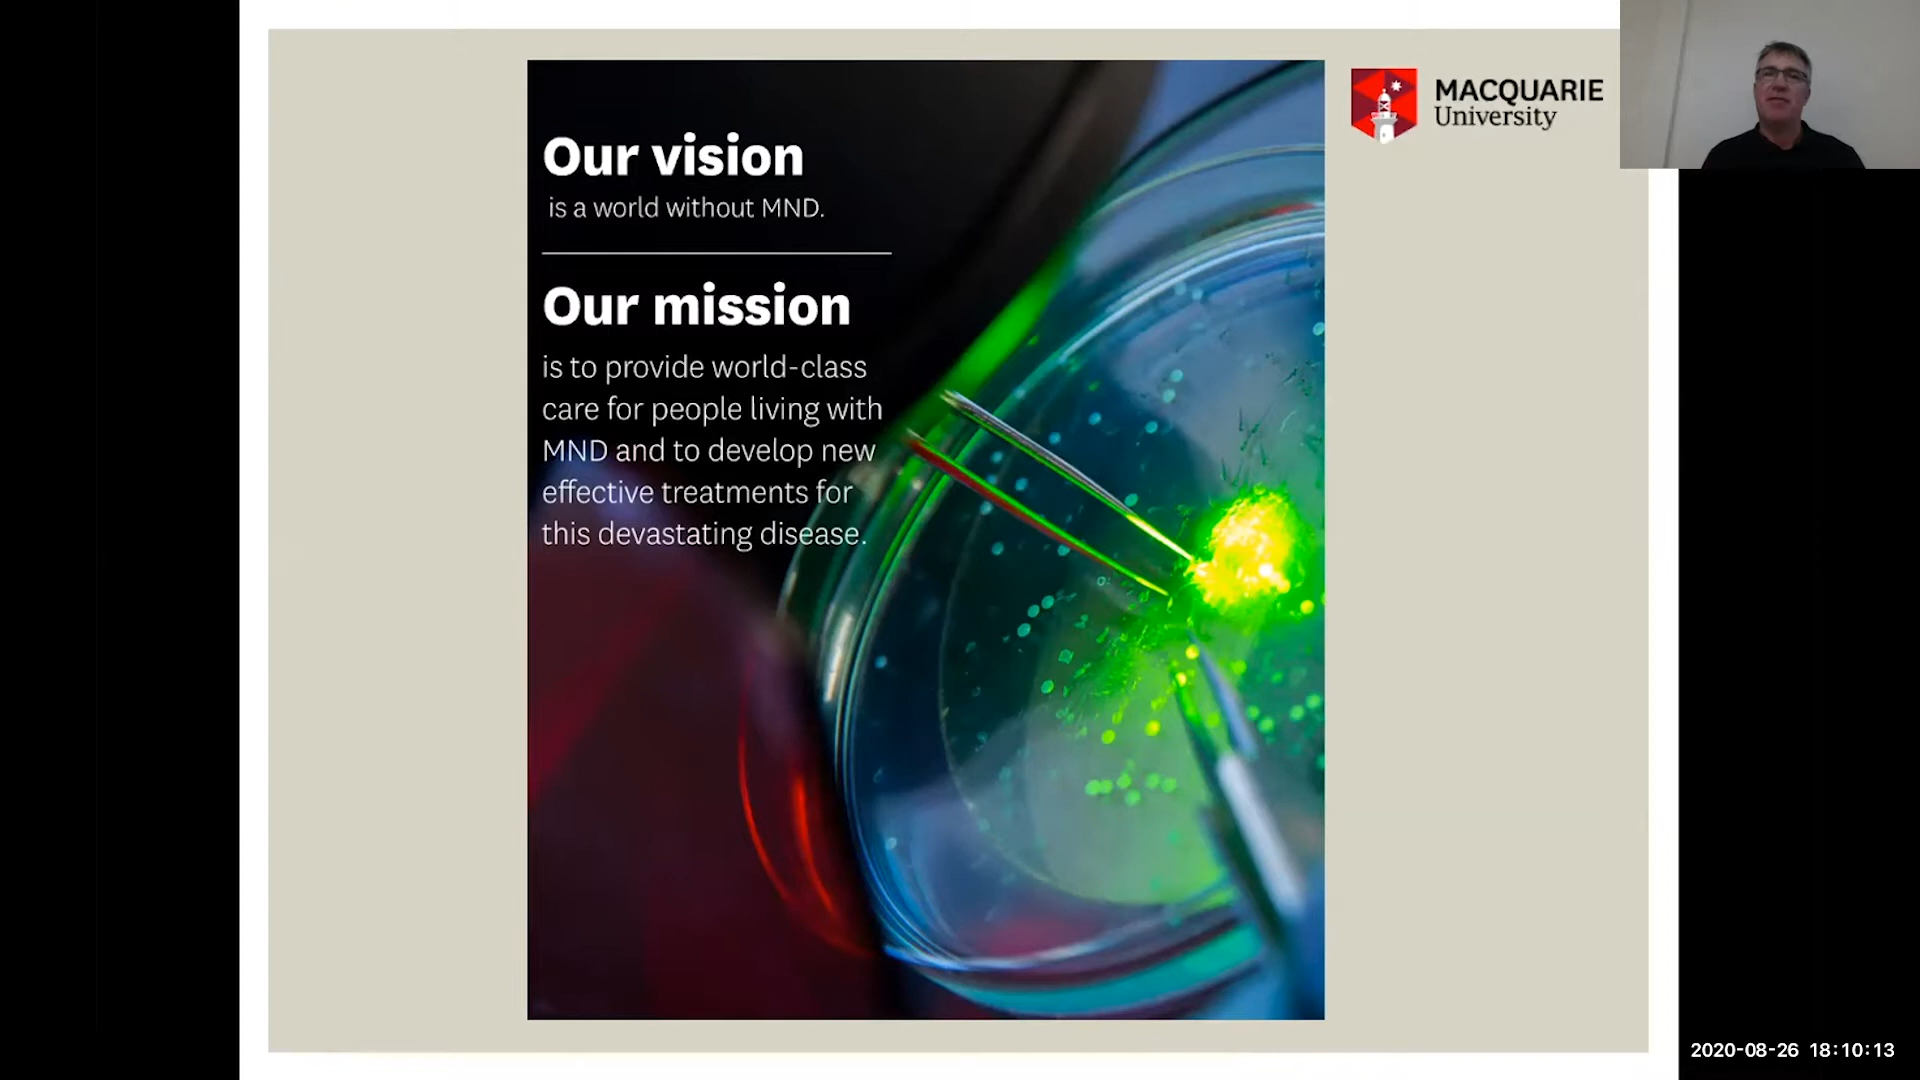 Our vision
is a world without MND.
Our mission
is to provide world-class
care for people living with
MND and to develop new
effective treatments for
this devastating disease.
MACQUARIE
University
2020-08-26 18:10:13